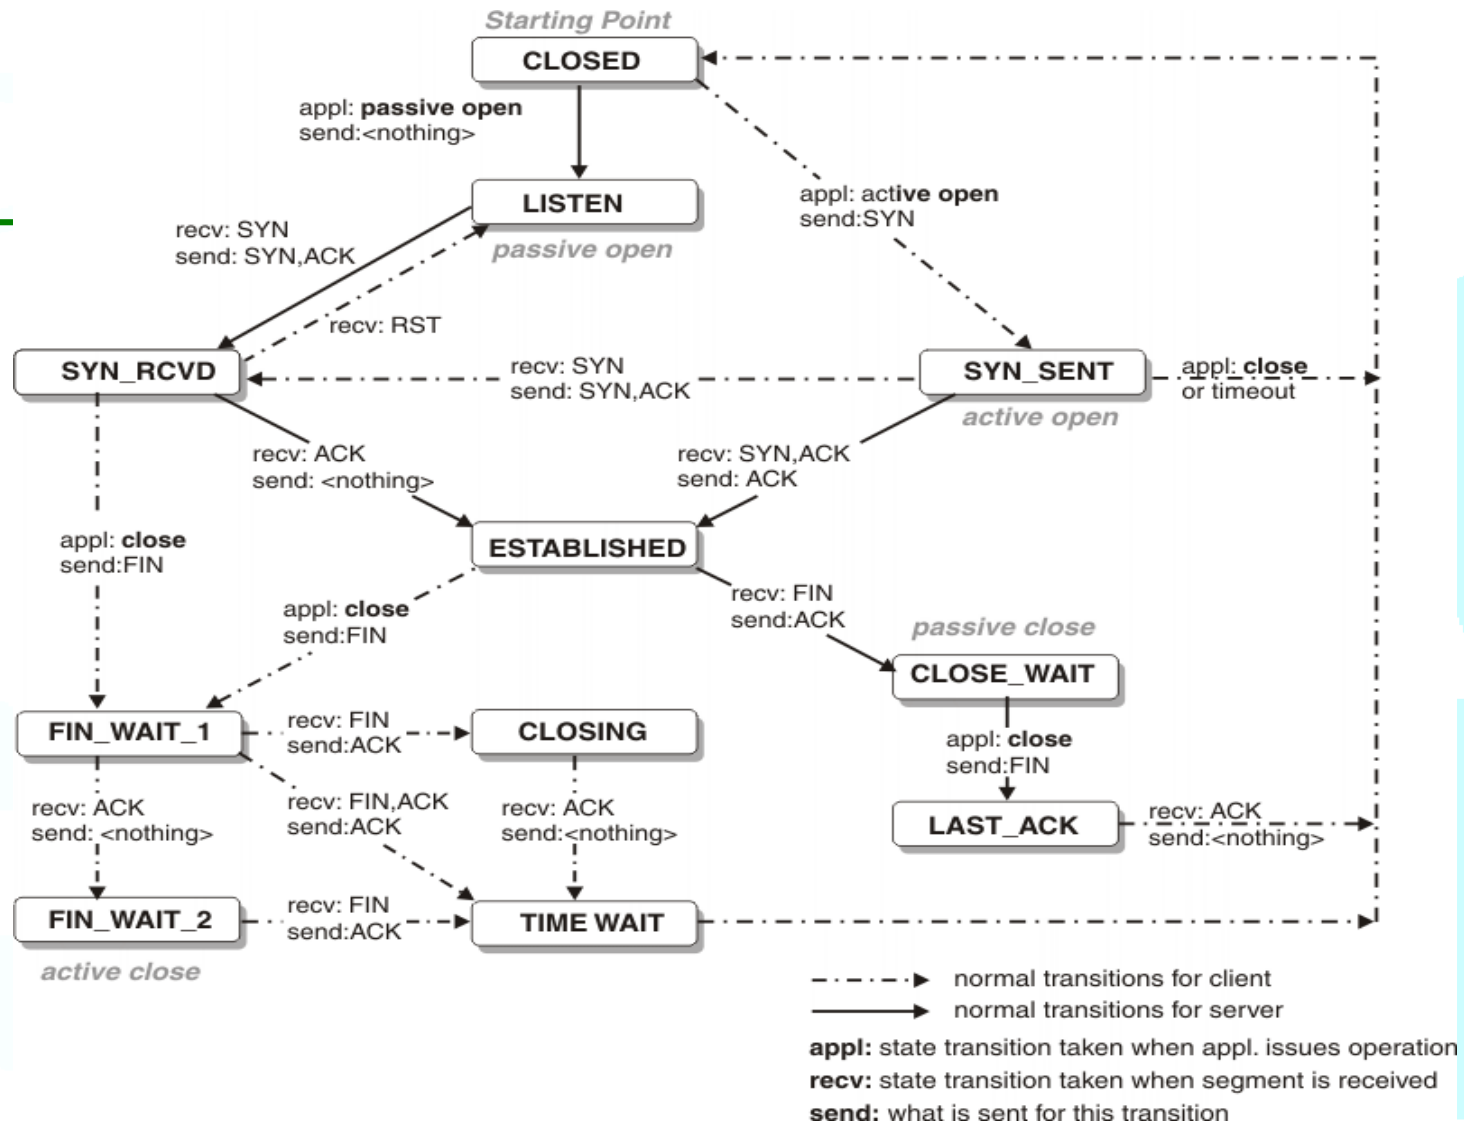 Starting Point
CLOSED
appl: passive open
send:<nothing>
LISTEN
appl: active open
send:SYN
passive open
recv: SYN
send: SYN,ACK
recv: RST
SYN_RCVD
recv: SYN
send: SYN,ACK
SYN_SENT
appl: close
or timeout
active open
recv: ACK
send: <nothing>
recv: SYN,ACK
send: ACK
ESTABLISHED
appl: close
send:FIN
appl: close
send:FIN
recv: FIN
send:ACK
passive close
CLOSE_WAIT
FIN_WAIT_1
recv: FIN
send:ACK
CLOSING
appl: close
send:FIN
recv: ACK
send: <nothing>
recv: FIN,ACK
send:ACK
recv: ACK
send:<nothing>
LAST_ACK
recv: ACK
send:<nothing>
FIN_WAIT_2
recv: FIN
send:ACK
TIME WAIT
active close
normal transitions for client
normal transitions for server
appl: state transition taken when appl. issues operation
recv: state transition taken when segment is received
send: what is sent for this transition